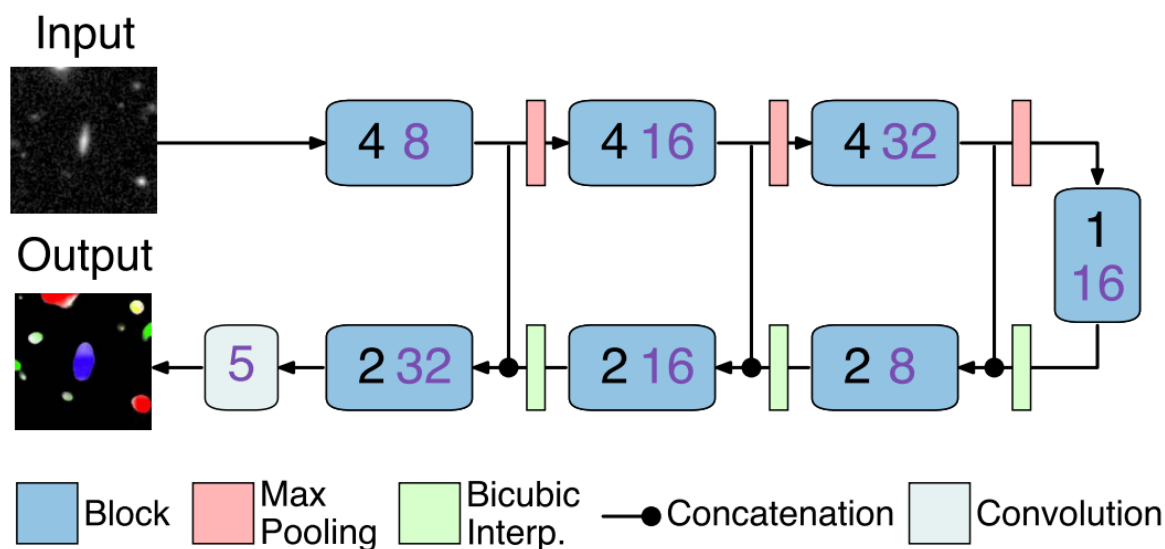 Input
4 8
4 16
4 32
1
16
Output
5
2 32
2 16
2 8
Block
Max
Pooling
Bicubic
Interp.
Concatenation
Convolution